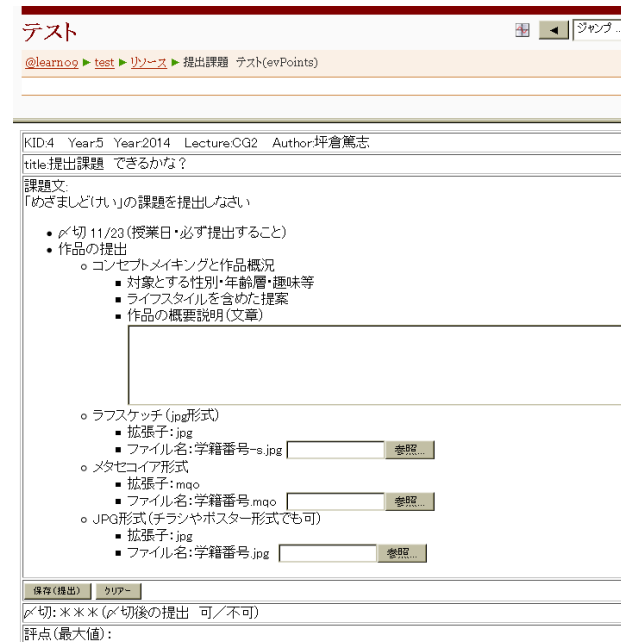 テスト
ジャンプ...
@learno9 ► test ► リソース ► 提出課題 テスト(evPoints)
KID:4 Year:5 Year:2014 Lecture:CG2 Author:坪倉篤志
title:提出課題 できるかな？
課題文:
「めざましどけい」の課題を提出しなさい
• 〆切 11/23(授業日・必ず提出すること)
• 作品の提出
○ コンセプトメイキングと作品概況
■ 対象とする性別・年齢層・趣味等
■ ライフスタイルを含めた提案
■ 作品の概要説明(文章)
○ ラフスケッチ(jpg形式)
■ 拡張子:jpg
■ ファイル名:学籍番号-s.jpg 参照...
○ メタセコイア形式
■ 拡張子:mqo
■ ファイル名:学籍番号.mqo 参照...
○ JPG形式(チラシやポスター形式でも可)
■ 拡張子:jpg
■ ファイル名:学籍番号.jpg 参照...
保存(提出) クリアー
〆切:＊＊＊(〆切後の提出 可／不可)
評点(最大値):